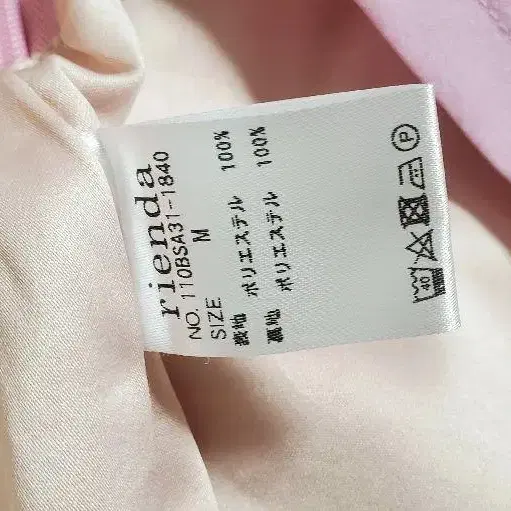 rienda
NO. 110BSA31-1840
SIZE M
表地 ポリエステル 100%
裏地 ポリエステル 100%
40 P